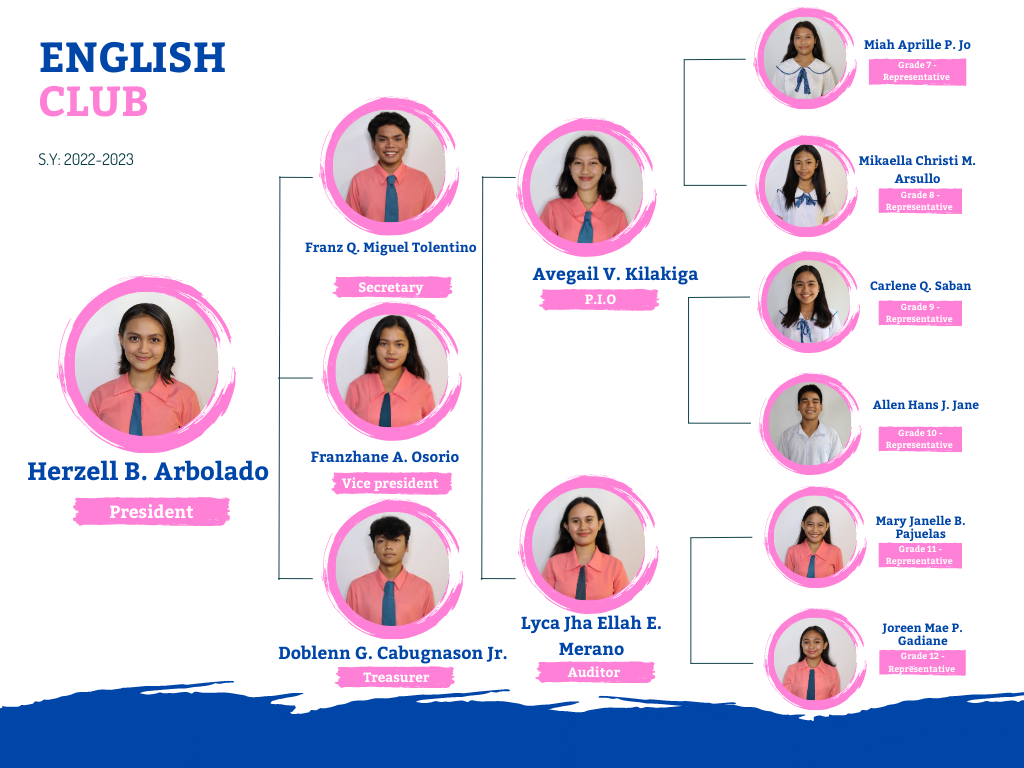 ENGLISH
CLUB
S.Y: 2022-2023
Herzell B. Arbolado
President
Franz Q. Miguel Tolentino
Secretary
Franzhane A. Osorio
Vice president
Doblenn G. Cabugnason Jr.
Treasurer
Avegail V. Kilakiga
P.I.O
Lyca Jha Ellah E.
Merano
Auditor
Miah Aprille P. Jo
Grade 7 -
Representative
Mikaella Christi M.
Arsullo
Grade 8 -
Representative
Carlene Q. Saban
Grade 9 -
Representative
Allen Hans J. Jane
Grade 10 -
Representative
Mary Janelle B.
Pajuelas
Grade 11 -
Representative
Joreen Mae P.
Gadiane
Grade 12 -
Representative